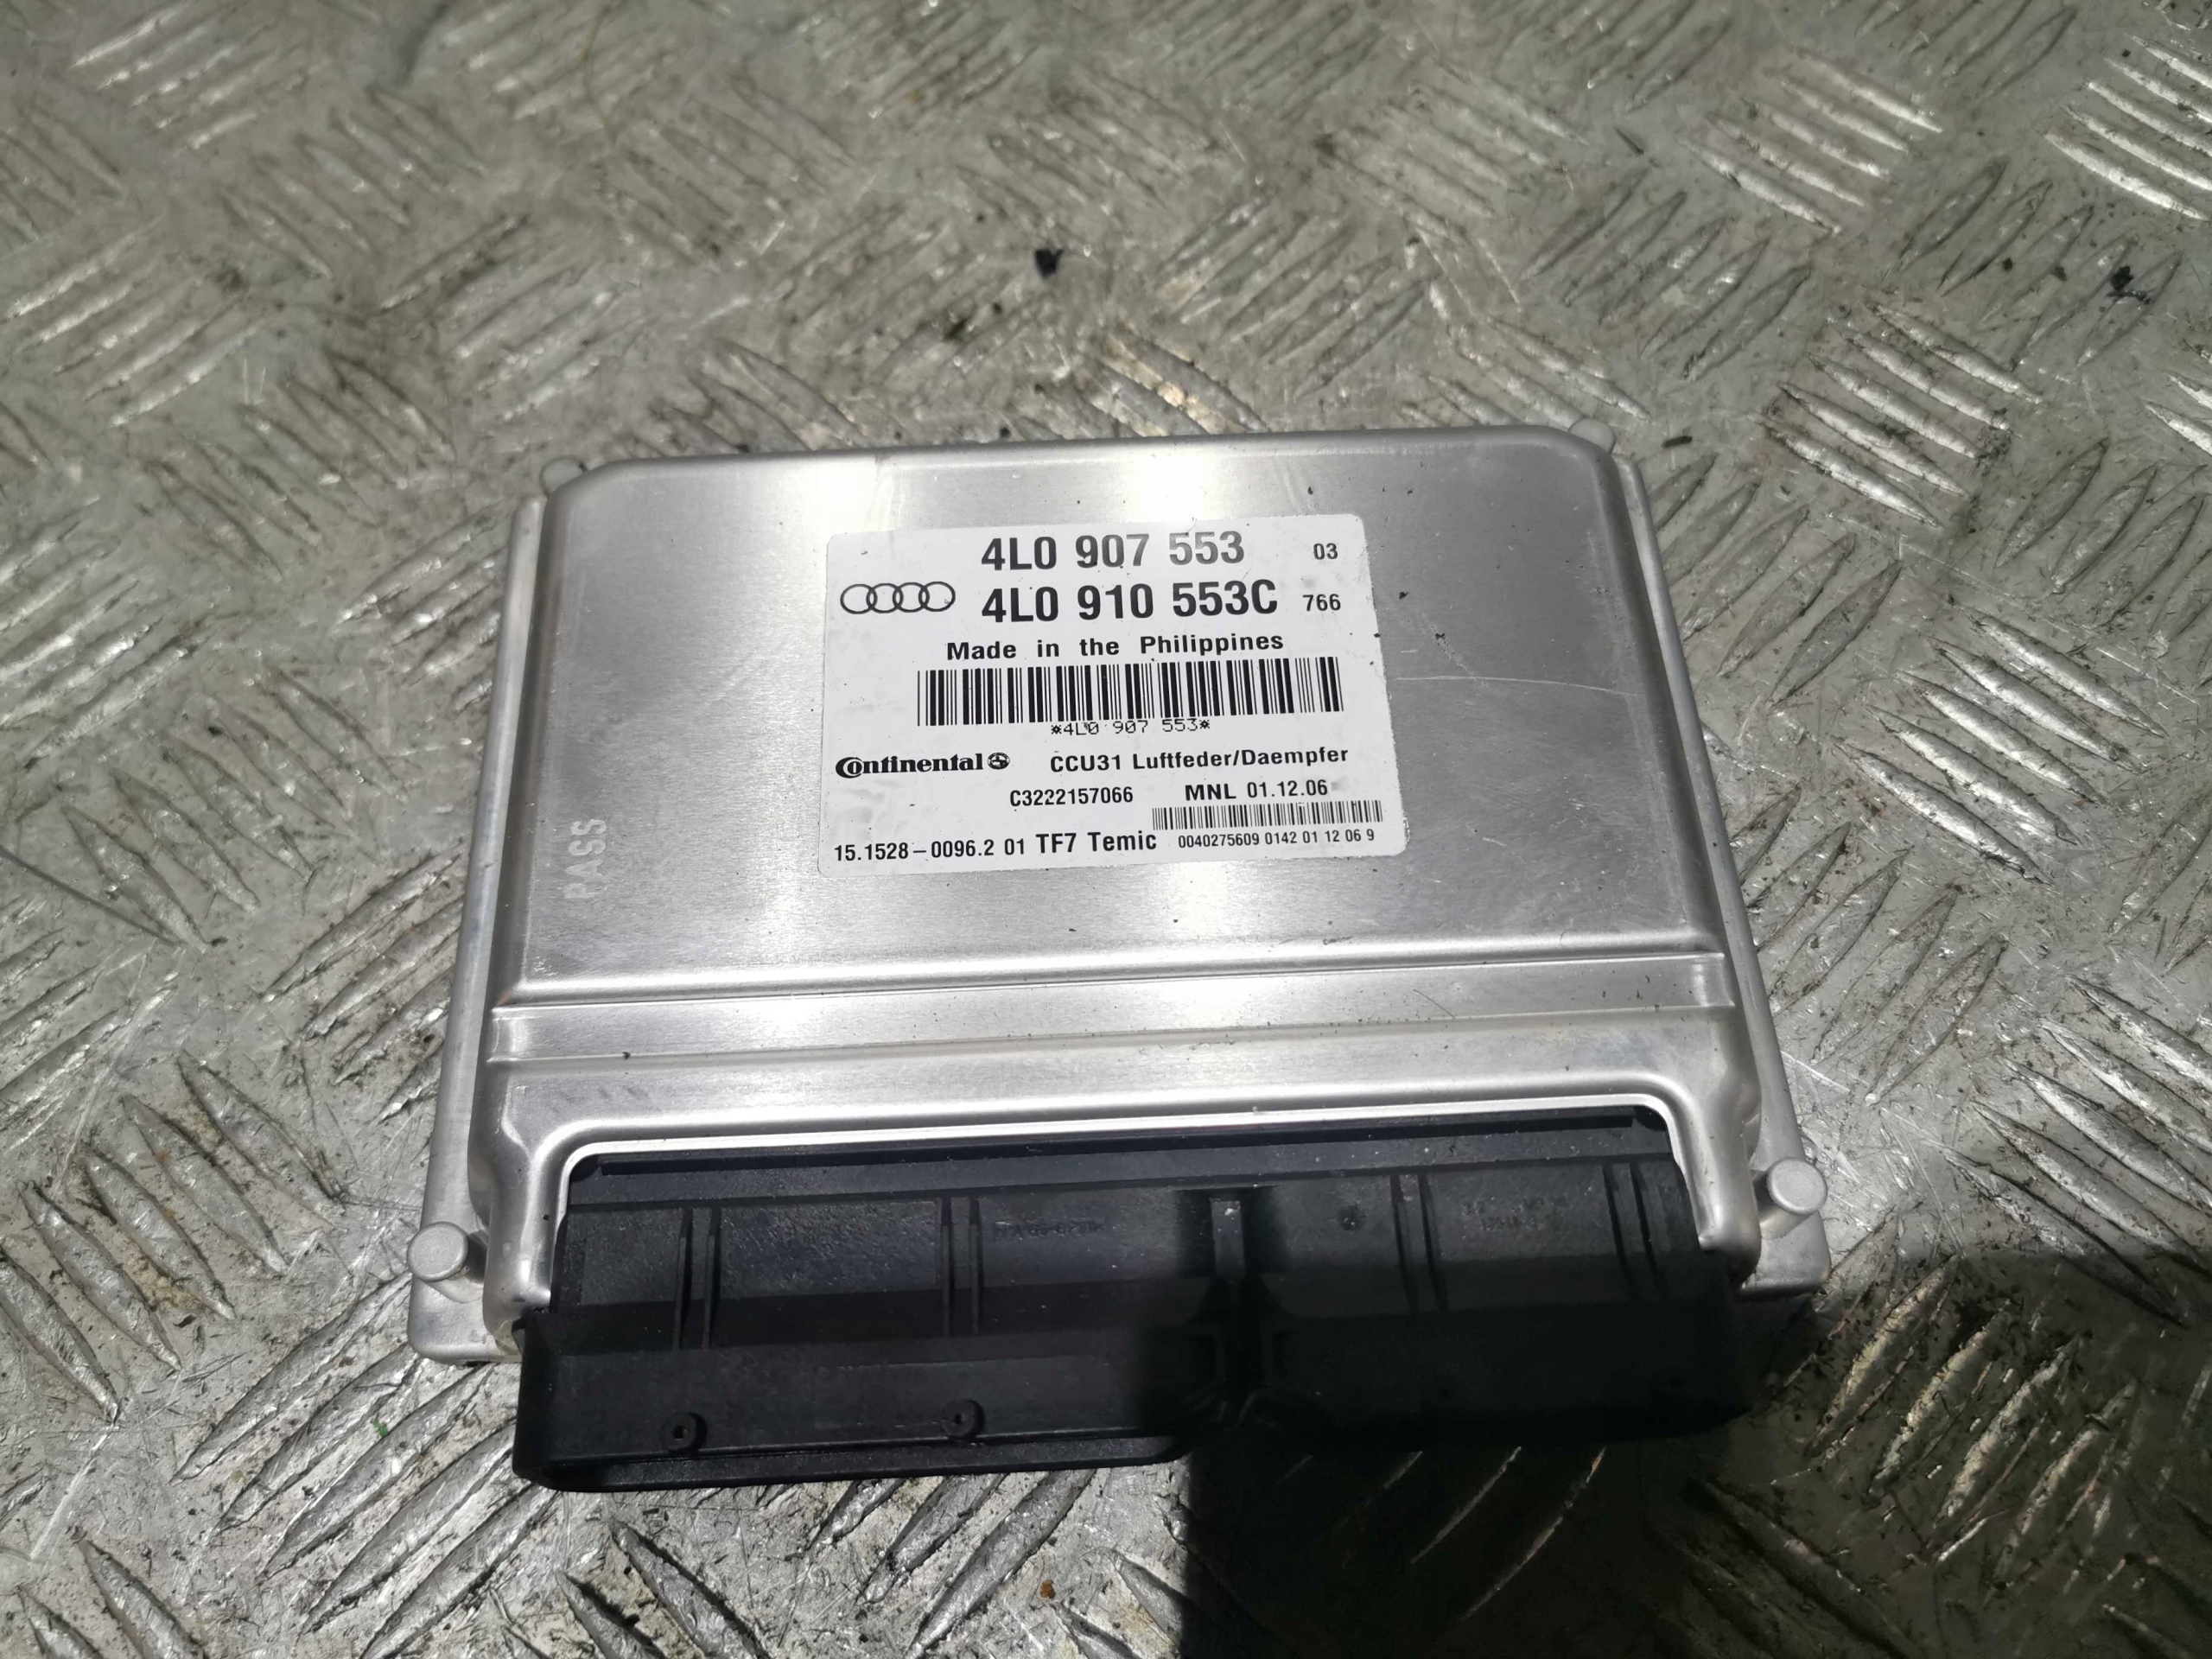 4L0 907 553 03
4L0 910 553C 766
Made in the Philippines
*4L0 907 553*
Continental CCU31 Luftfeder/Daempfer
C3222157066 MNL 01.12.06
15.1528-0096.2 01 TF7 Temic 0040275609 0142 01 12 06 9
PASS